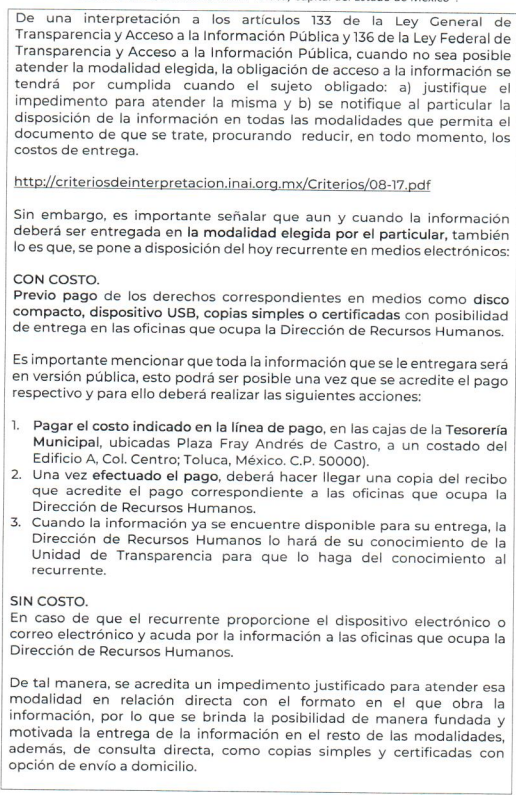 De una interpretación a los artículos 133 de la Ley General de
Transparencia y Acceso a la Información Pública y 136 de la Ley Federal de
Transparencia y Acceso a la Información Pública, cuando no sea posible
atender la modalidad elegida, la obligación de acceso a la información se
tendrá por cumplida cuando el sujeto obligado: a) justifique el
impedimento para atender la misma y b) se notifique al particular la
disposición de la información en todas las modalidades que permita el
documento de que se trate, procurando reducir, en todo momento, los
costos de entrega.
http://criteriosdeinterpretacion.inai.org.mx/Criterios/08-17.pdf
Sin embargo, es importante señalar que aun y cuando la información
deberá ser entregada en la modalidad elegida por el particular, también
lo es que, se pone a disposición del hoy recurrente en medios electrónicos:
CON COSTO.
Previo pago de los derechos correspondientes en medios como disco
compacto, dispositivo USB, copias simples o certificadas con posibilidad
de entrega en las oficinas que ocupa la Dirección de Recursos Humanos.
Es importante mencionar que toda la información que se le entregara será
en versión pública, esto podrá ser posible una vez que se acredite el pago
respectivo y para ello deberá realizar las siguientes acciones:
1. Pagar el costo indicado en la línea de pago, en las cajas de la Tesorería
Municipal, ubicadas Plaza Fray Andrés de Castro, a un costado del
Edificio A, Col. Centro; Toluca, México. C.P. 50000).
2. Una vez efectuado el pago, deberá hacer llegar una copia del recibo
que acredite el pago correspondiente a las oficinas que ocupa la
Dirección de Recursos Humanos.
3. Cuando la información ya se encuentre disponible para su entrega, la
Dirección de Recursos Humanos lo hará de su conocimiento de la
Unidad de Transparencia para que lo haga del conocimiento al
recurrente.
SIN COSTO.
En caso de que el recurrente proporcione el dispositivo electrónico o
correo electrónico y acuda por la información a las oficinas que ocupa la
Dirección de Recursos Humanos.
De tal manera, se acredita un impedimento justificado para atender esa
modalidad en relación directa con el formato en el que obra la
información, por lo que se brinda la posibilidad de manera fundada y
motivada la entrega de la información en el resto de las modalidades,
además, de consulta directa, como copias simples y certificadas con
opción de envío a domicilio.